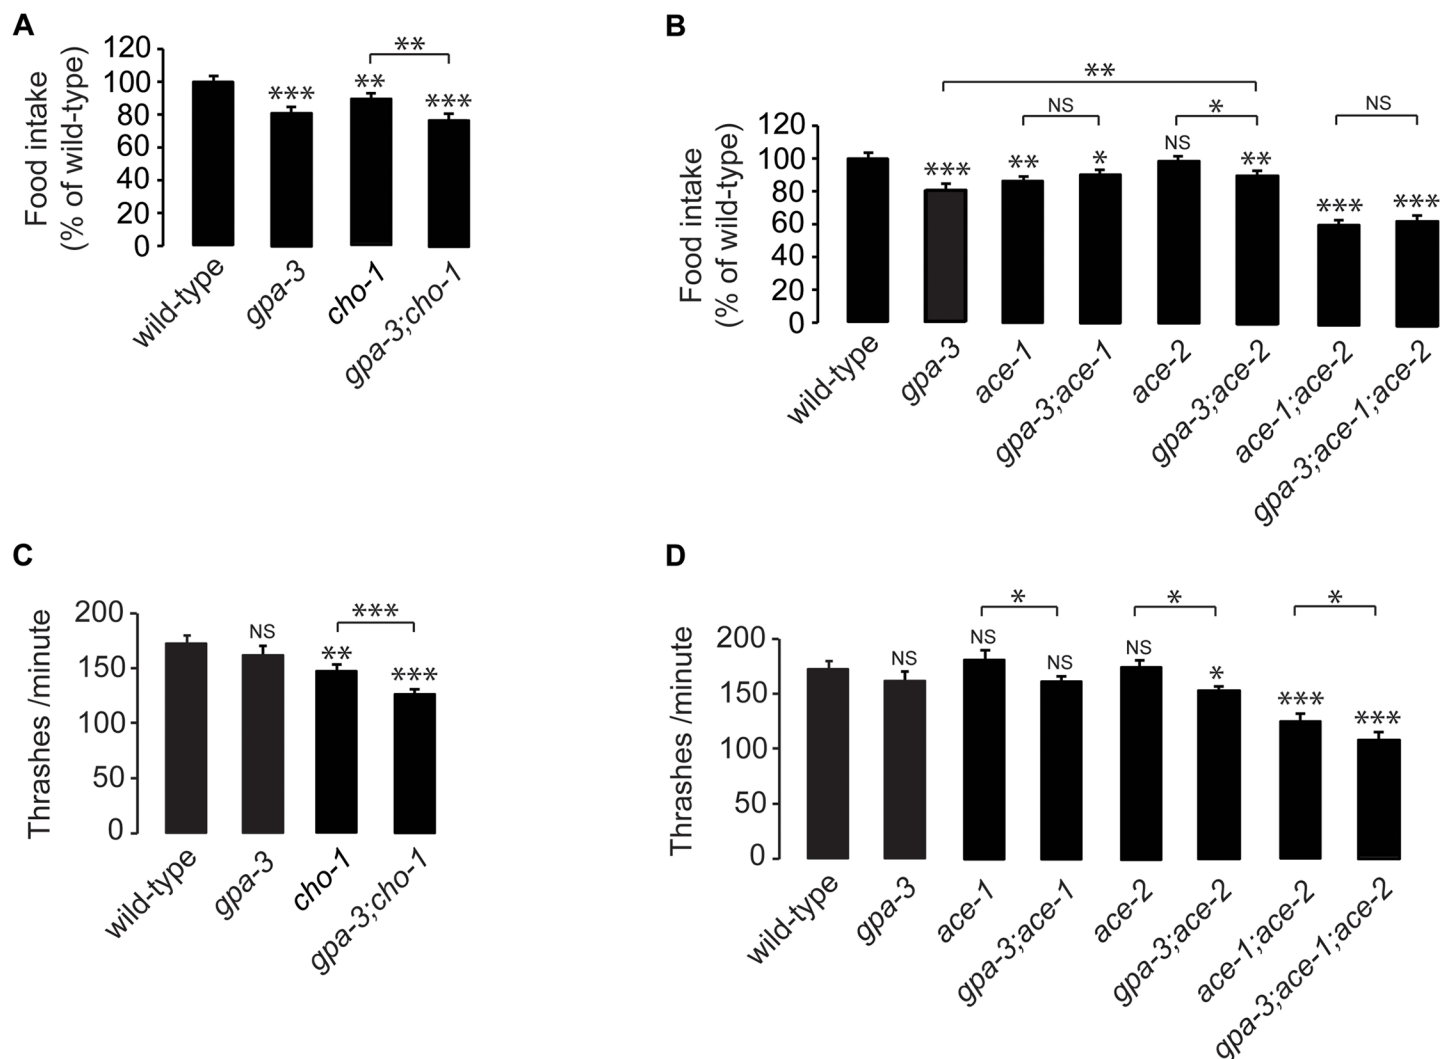 A
Food intake
(% of wild-type)
120
100
80
60
40
20
0
***
**
**
***
wild-type
gpa-3
cho-1
gpa-3;cho-1
B
Food intake
(% of wild-type)
120
100
80
60
40
20
0
**
NS
*
NS
***
**
*
NS
**
***
***
wild-type
gpa-3
ace-1
gpa-3;ace-1
ace-2
gpa-3;ace-2
ace-1;ace-2
gpa-3;ace-1;ace-2
C
Thrashes /minute
200
150
100
50
0
***
NS
**
***
wild-type
gpa-3
cho-1
gpa-3;cho-1
D
Thrashes /minute
200
150
100
50
0
*
*
*
NS
NS
NS
NS
*
***
***
wild-type
gpa-3
ace-1
gpa-3;ace-1
ace-2
gpa-3;ace-2
ace-1;ace-2
gpa-3;ace-1;ace-2